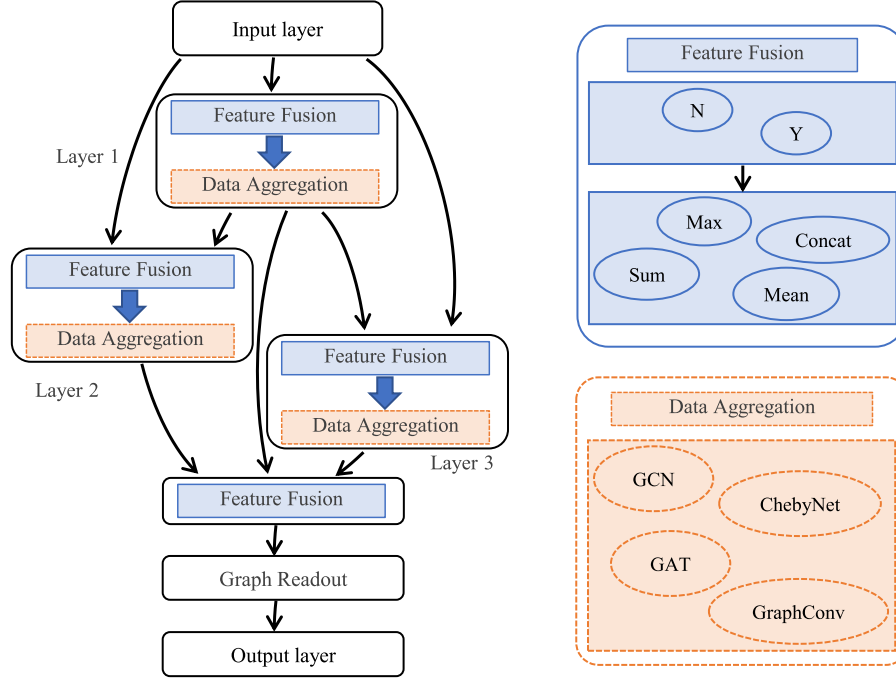 Input layer
Feature Fusion
Data Aggregation
Layer 1
Feature Fusion
Data Aggregation
Layer 2
Feature Fusion
Data Aggregation
Layer 3
Feature Fusion
Graph Readout
Output layer
Feature Fusion
N
Y
Max
Concat
Sum
Mean
Data Aggregation
GCN
ChebyNet
GAT
GraphConv